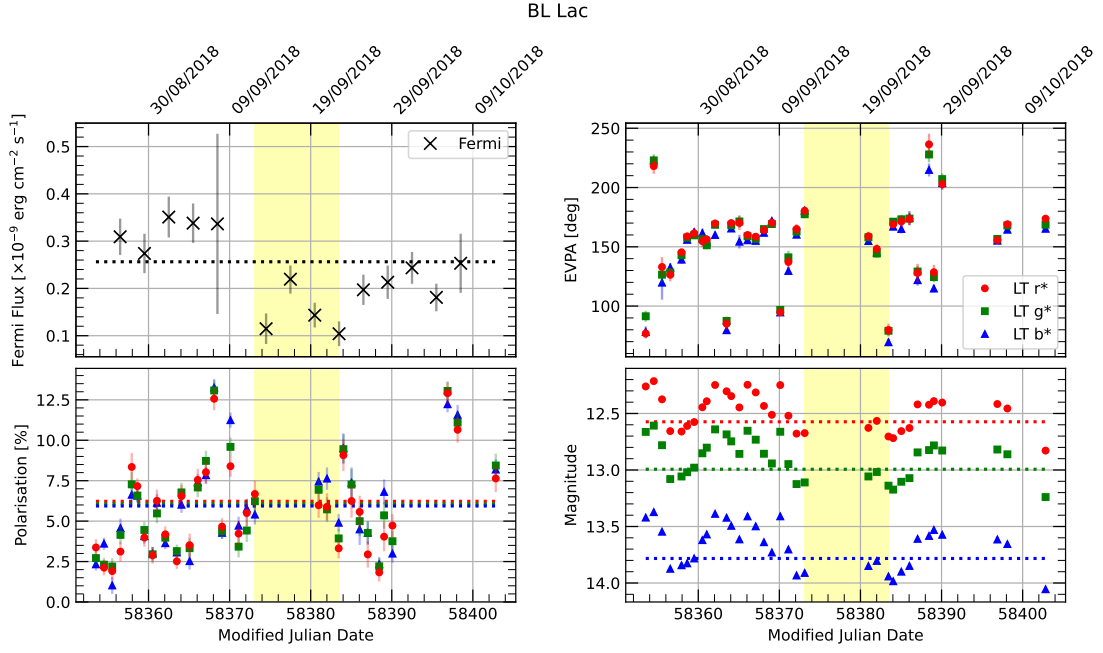 BL Lac
30/08/2018 09/09/2018 19/09/2018 29/09/2018 09/10/2018
30/08/2018 09/09/2018 19/09/2018 29/09/2018 09/10/2018
Fermi Flux [×10⁻⁹ erg cm⁻² s⁻¹]
0.5
0.4
0.3
0.2
0.1
Fermi
EVPA [deg]
250
200
150
100
LT r*
LT g*
LT b*
Polarisation [%]
12.5
10.0
7.5
5.0
2.5
0.0
58360 58370 58380 58390 58400
Modified Julian Date
Magnitude
12.5
13.0
13.5
14.0
58360 58370 58380 58390 58400
Modified Julian Date